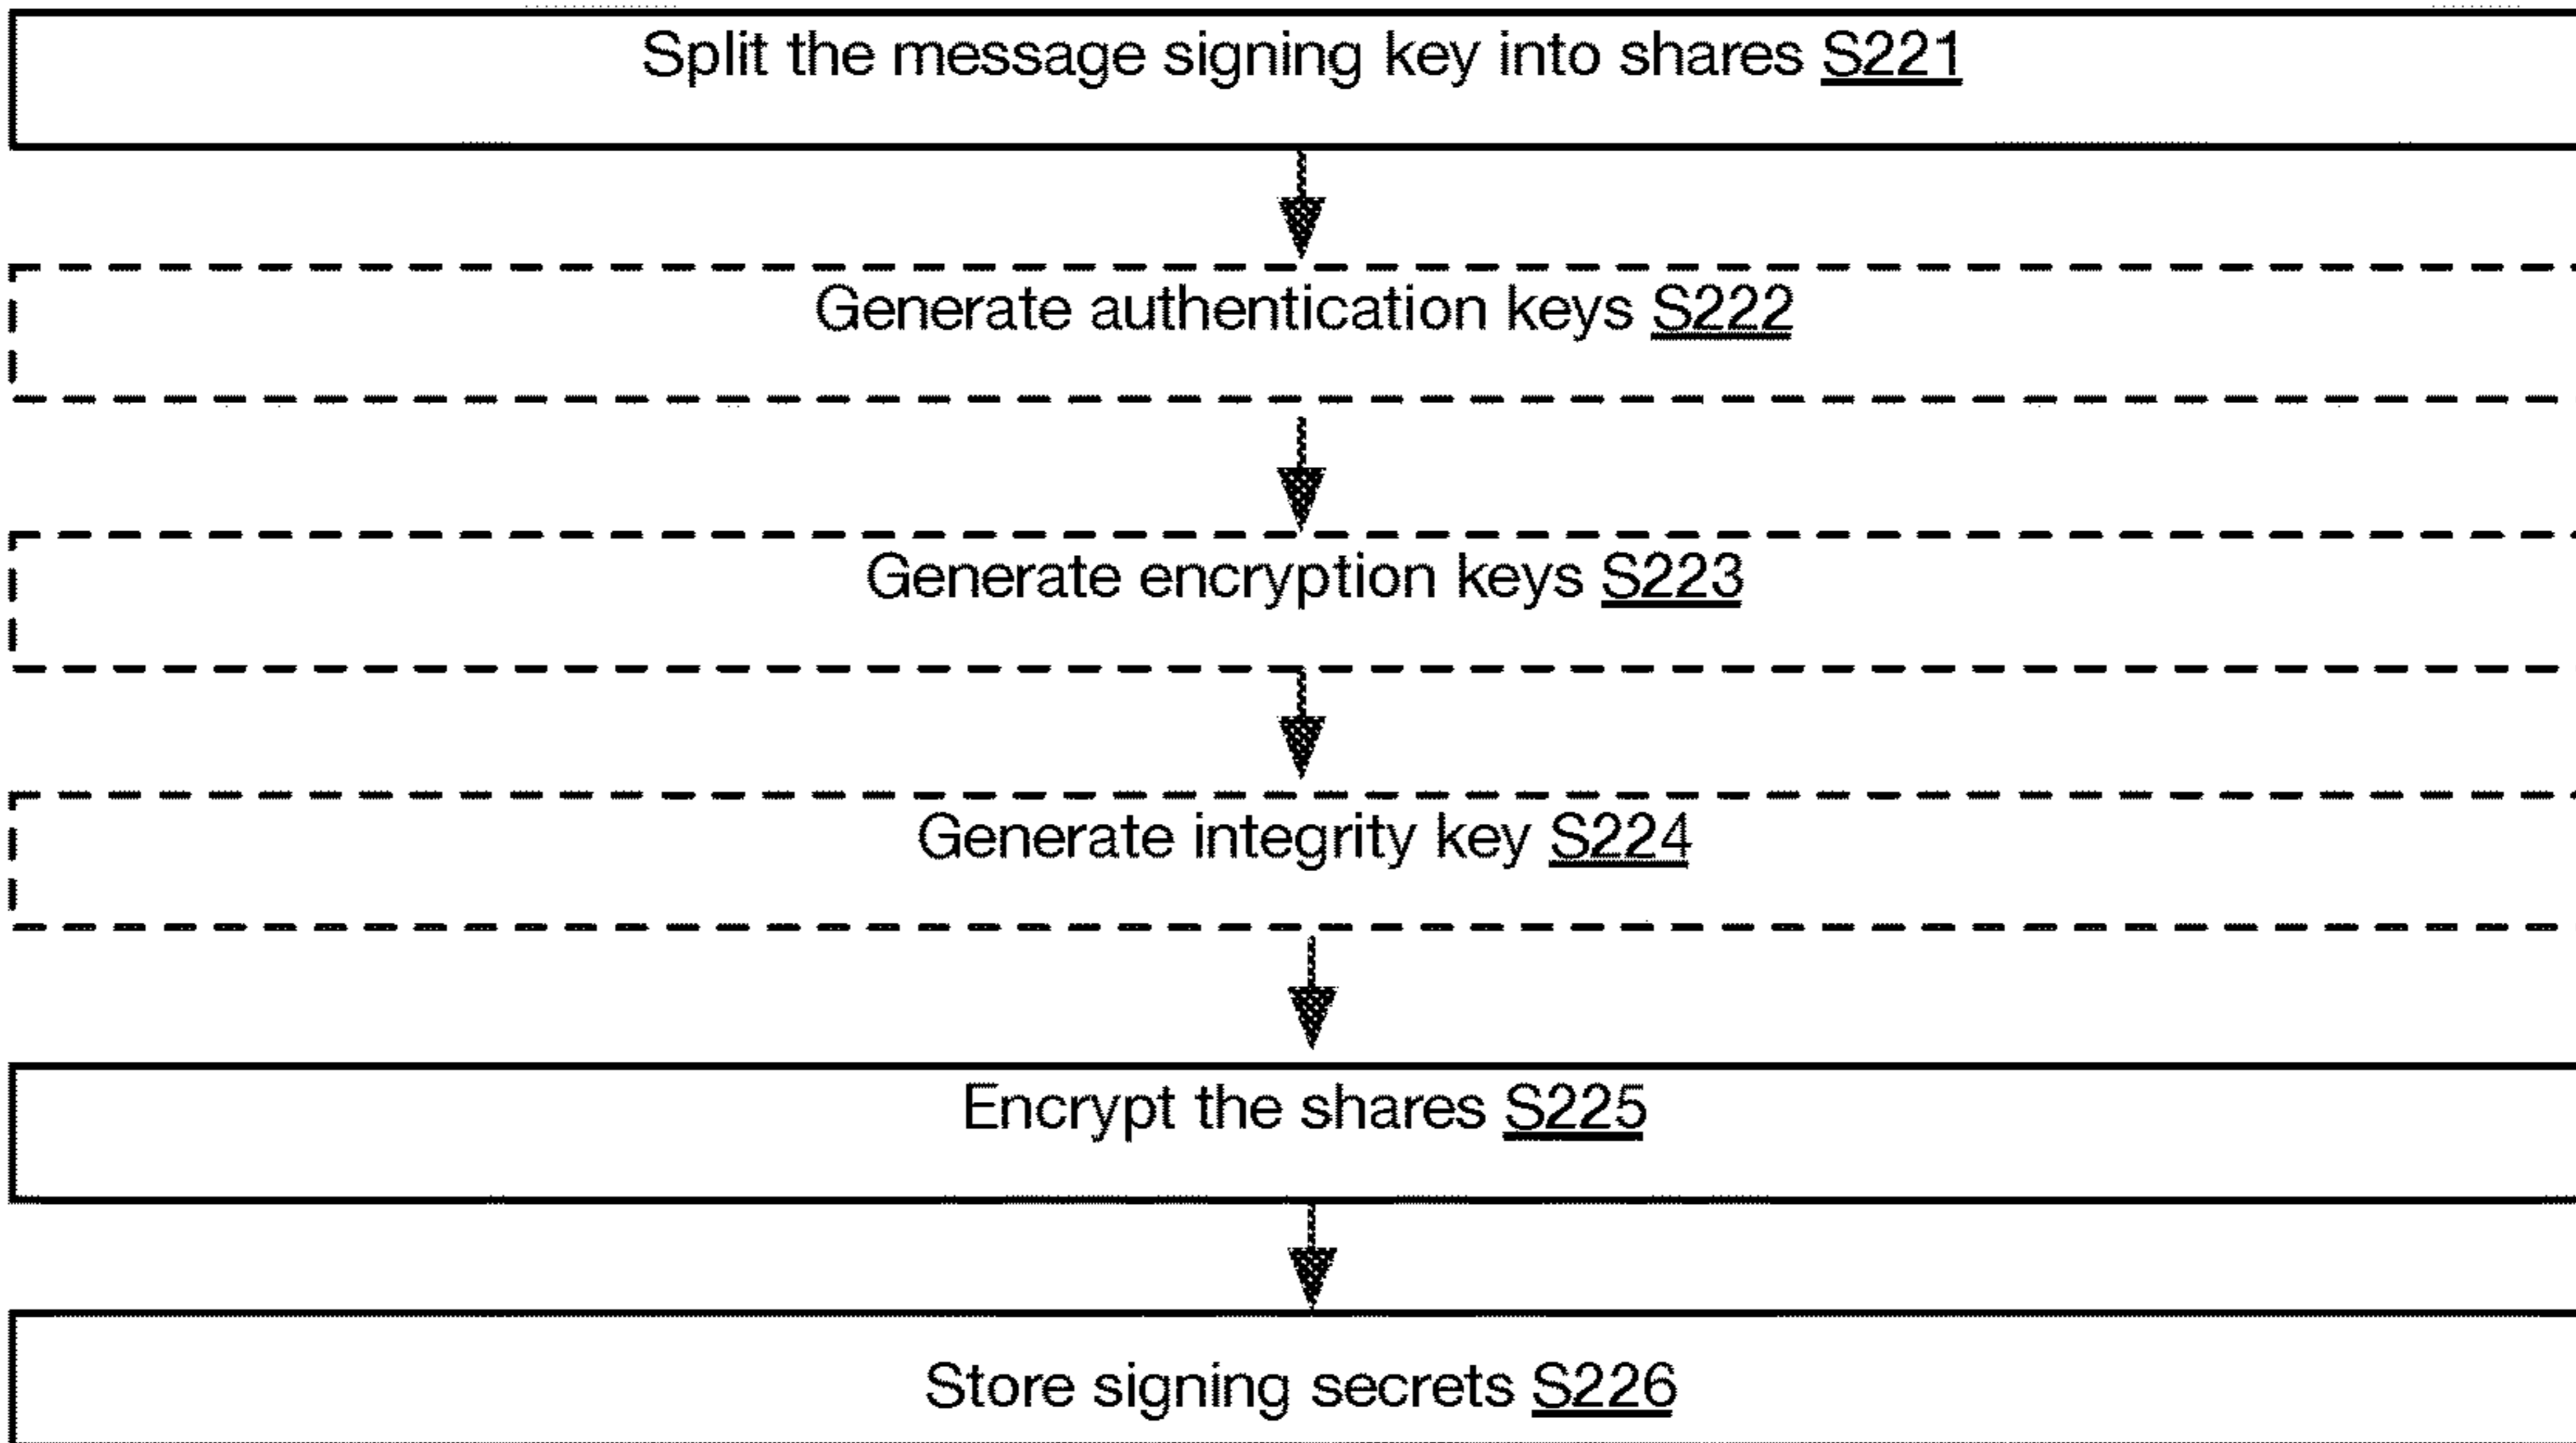 Split the message signing key into shares S221
Generate authentication keys S222
Generate encryption keys S223
Generate integrity key S224
Encrypt the shares S225
Store signing secrets S226